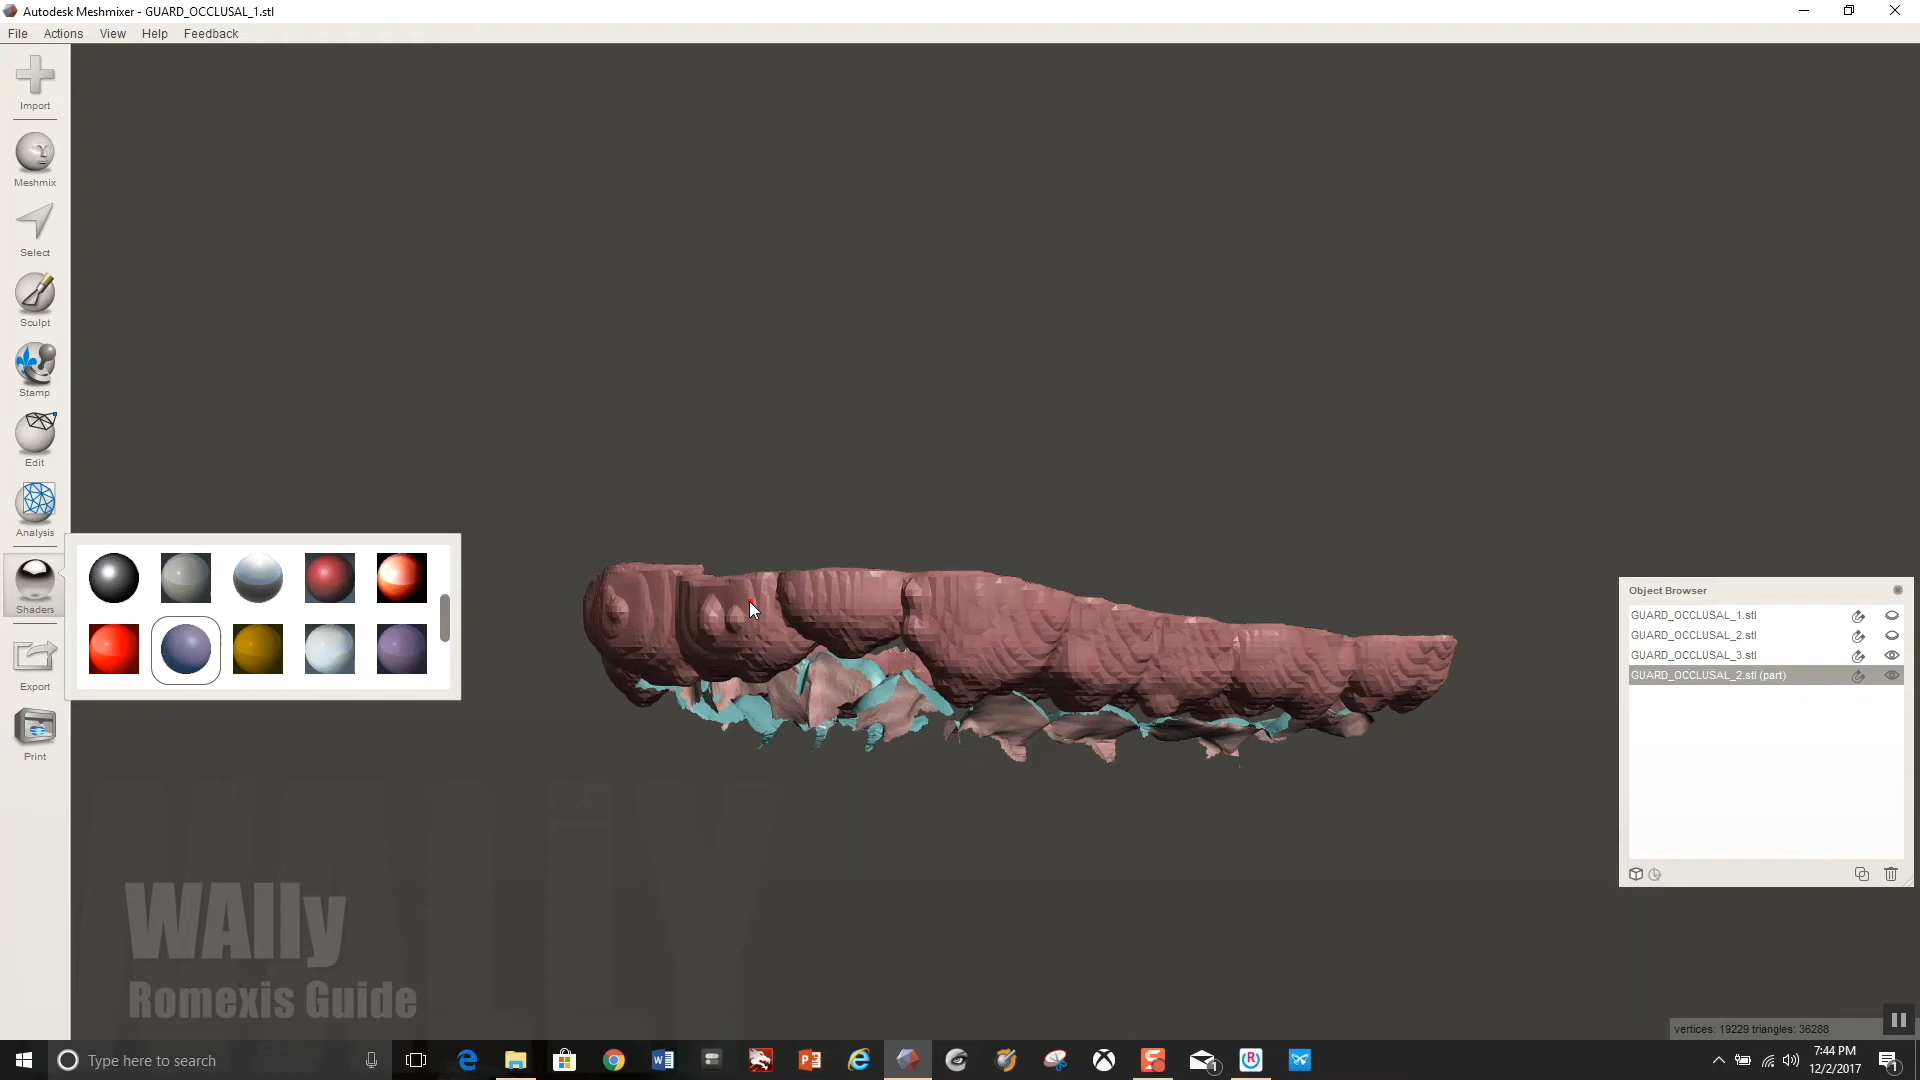 Autodesk Meshmixer - GUARD_OCCLUSAL_1.stl
File Actions View Help Feedback
Import
Meshmix
Select
Sculpt
Stamp
Edit
Analysis
Shaders
Export
Print
Object Browser
GUARD_OCCLUSAL_1.stl
GUARD_OCCLUSAL_2.stl
GUARD_OCCLUSAL_3.stl
GUARD_OCCLUSAL_2.stl (part)
WAlly
Romexis Guide
vertices: 19229 triangles: 36288
Type here to search
7:44 PM
12/2/2017